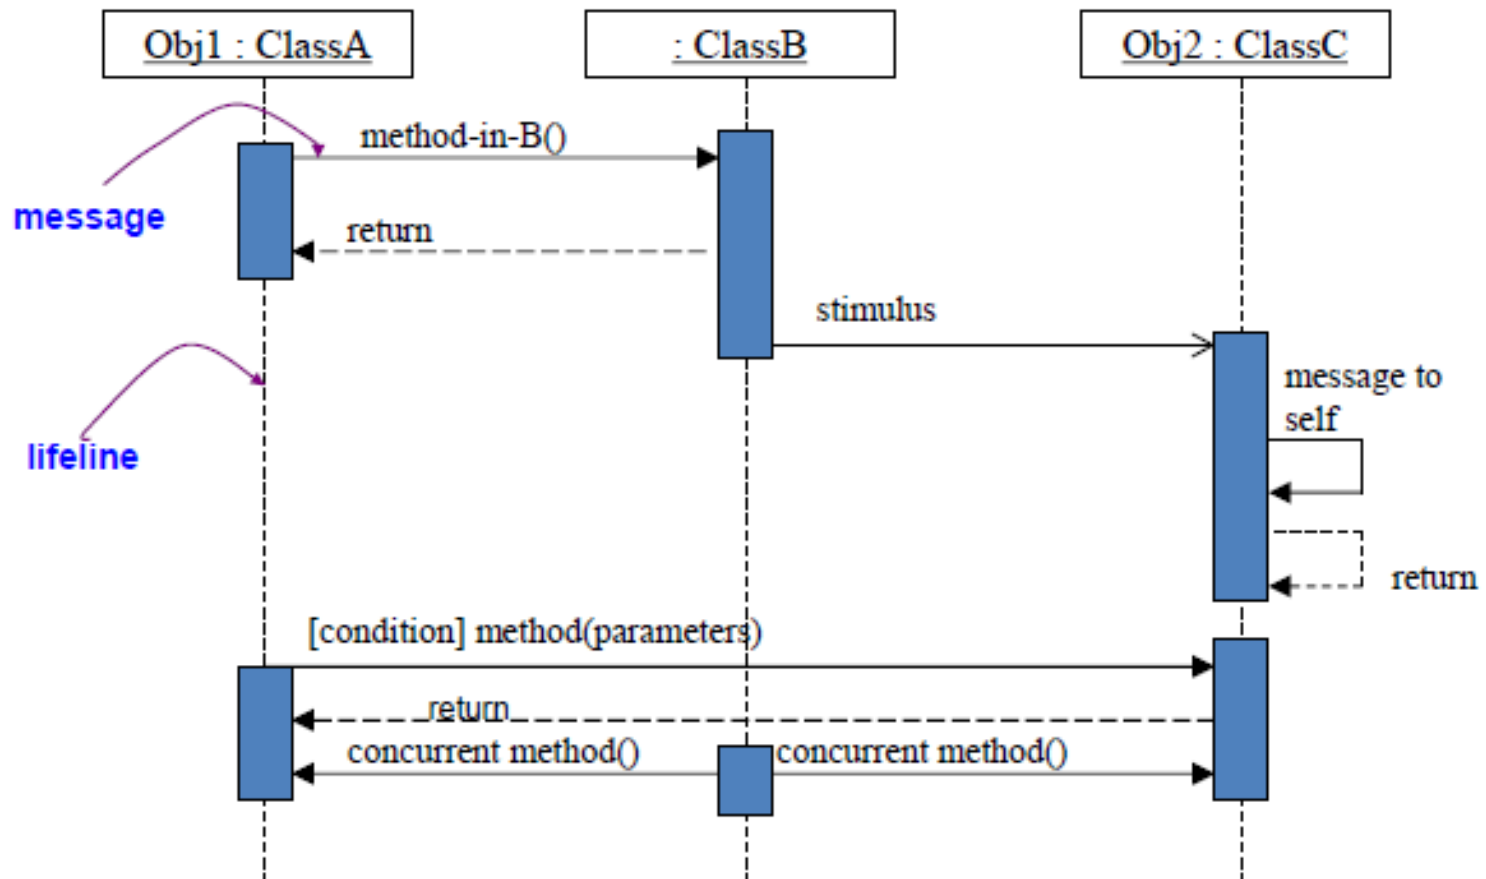 Obj1 : ClassA
: ClassB
Obj2 : ClassC
method-in-B()
message
return
stimulus
message to
self
lifeline
return
[condition] method(parameters)
return
concurrent method()
concurrent method()